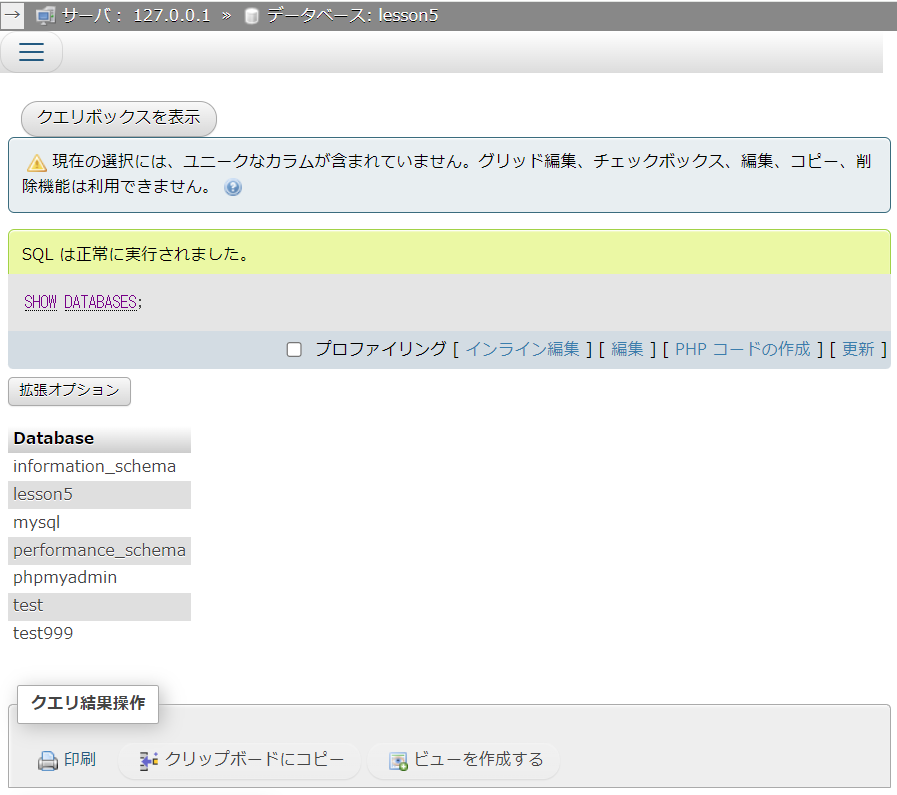 サーバ： 127.0.0.1 » データベース: lesson5
クエリボックスを表示
現在の選択には、ユニークなカラムが含まれていません。グリッド編集、チェックボックス、編集、コピー、削
除機能は利用できません。
SQL は正常に実行されました。
SHOW DATABASES;
プロファイリング [ インライン編集 ] [ 編集 ] [ PHP コードの作成 ] [ 更新 ]
拡張オプション
Database
information_schema
lesson5
mysql
performance_schema
phpmyadmin
test
test999
クエリ結果操作
印刷 クリップボードにコピー ビューを作成する